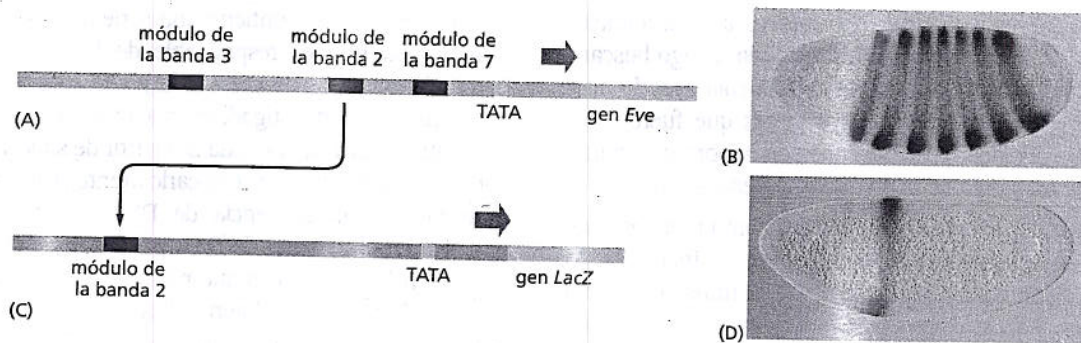 módulo de
la banda 3
módulo de
la banda 2
módulo de
la banda 7
TATA
gen Eve
(A)
(B)
módulo de
la banda 2
TATA
gen LacZ
(C)
(D)